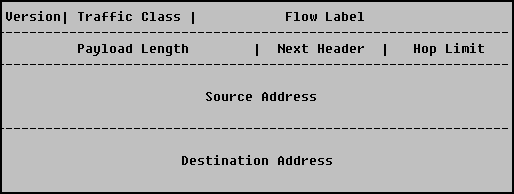 Version| Traffic Class | Flow Label
Payload Length | Next Header | Hop Limit
Source Address
Destination Address